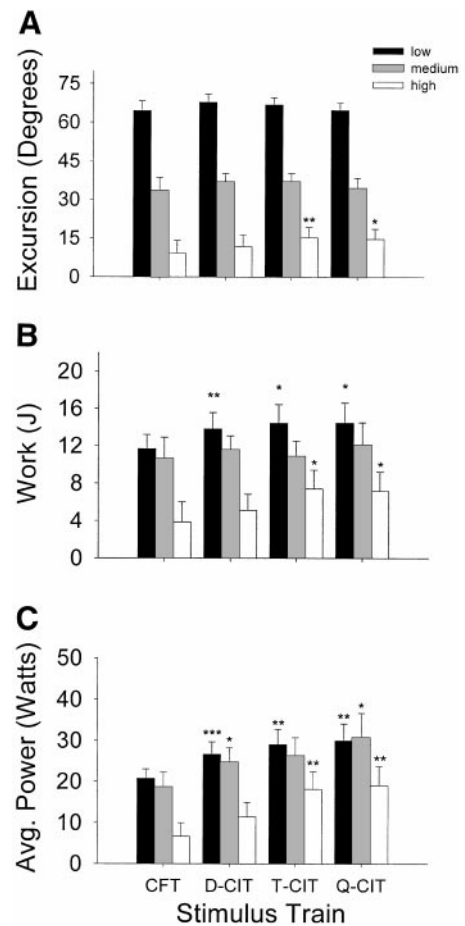 A
low
medium
high
Excursion (Degrees)
75
60
45
30
15
0
** *
B
Work (J)
20
16
12
8
4
0
** * *
* *
C
Avg. Power (Watts)
50
40
30
20
10
0
*** * ** ** ** * **
CFT D-CIT T-CIT Q-CIT
Stimulus Train